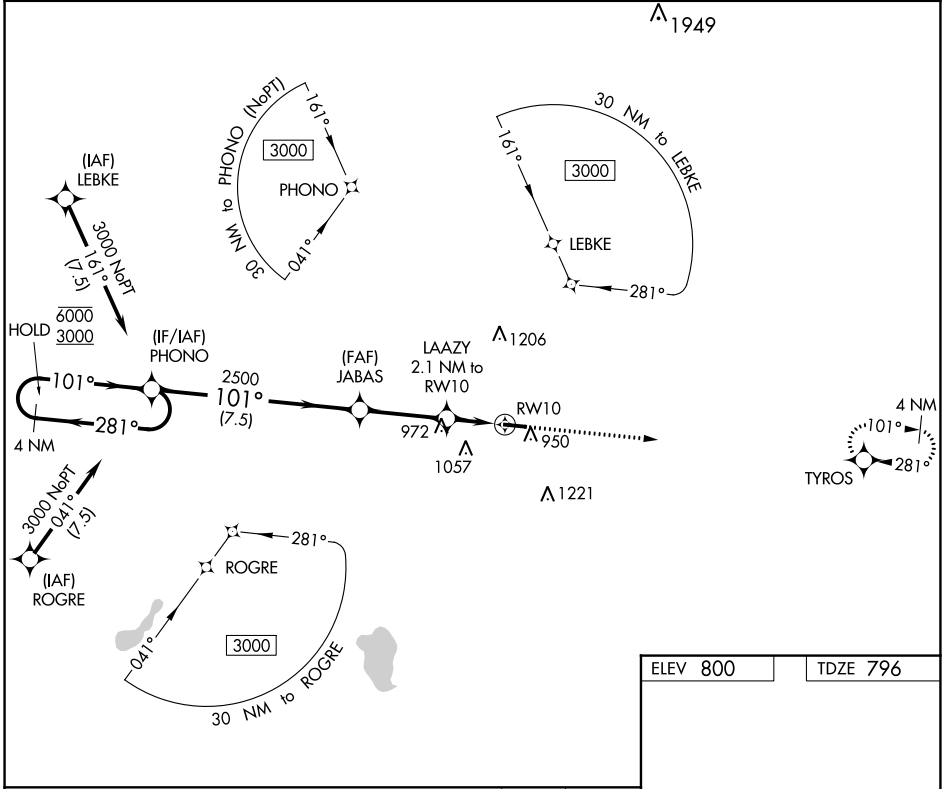 1949
30 NM to PHONO (NoPT)
161°
3000
PHONO
041°
30 NM to LEBKE
161°
3000
LEBKE
281°
(IAF)
LEBKE
3000 NoPT
161°
(7.5)
HOLD
6000
3000
(IF/IAF)
PHONO
101°
281°
4 NM
2500
101°
(7.5)
(FAF)
JABAS
LAAZY
2.1 NM to
RW10
1206
RW10
972
950
1057
1221
4 NM
101°
281°
TYROS
3000 NoPT
041°
(7.5)
(IAF)
ROGRE
281°
ROGRE
041°
3000
30 NM to ROGRE
ELEV 800
TDZE 796